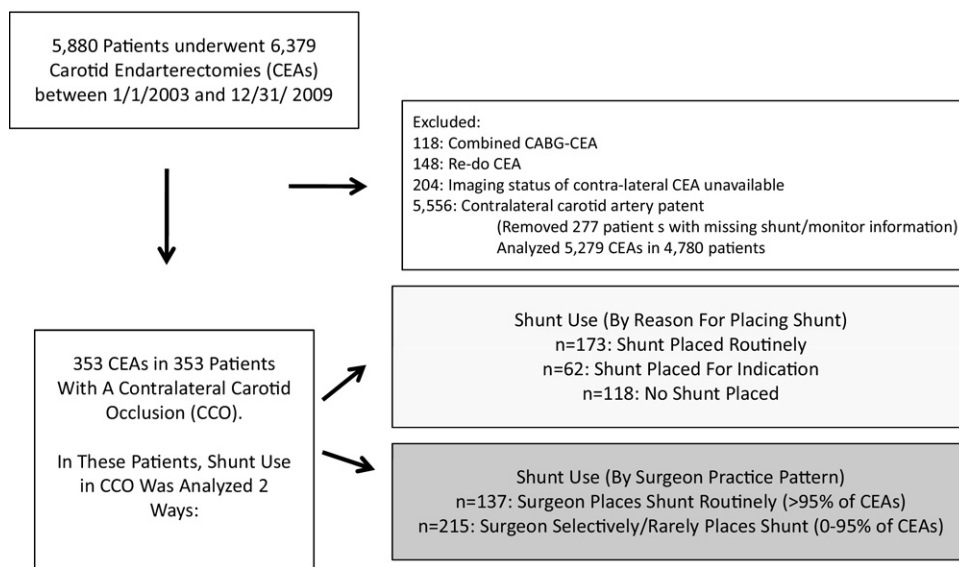 5,880 Patients underwent 6,379
Carotid Endarterectomies (CEAs)
between 1/1/2003 and 12/31/ 2009
Excluded:
118: Combined CABG-CEA
148: Re-do CEA
204: Imaging status of contra-lateral CEA unavailable
5,556: Contralateral carotid artery patent
(Removed 277 patient s with missing shunt/monitor information)
Analyzed 5,279 CEAs in 4,780 patients
353 CEAs in 353 Patients
With A Contralateral Carotid
Occlusion (CCO).
In These Patients, Shunt Use
in CCO Was Analyzed 2
Ways:
Shunt Use (By Reason For Placing Shunt)
n=173: Shunt Placed Routinely
n=62: Shunt Placed For Indication
n=118: No Shunt Placed
Shunt Use (By Surgeon Practice Pattern)
n=137: Surgeon Places Shunt Routinely (>95% of CEAs)
n=215: Surgeon Selectively/Rarely Places Shunt (0-95% of CEAs)